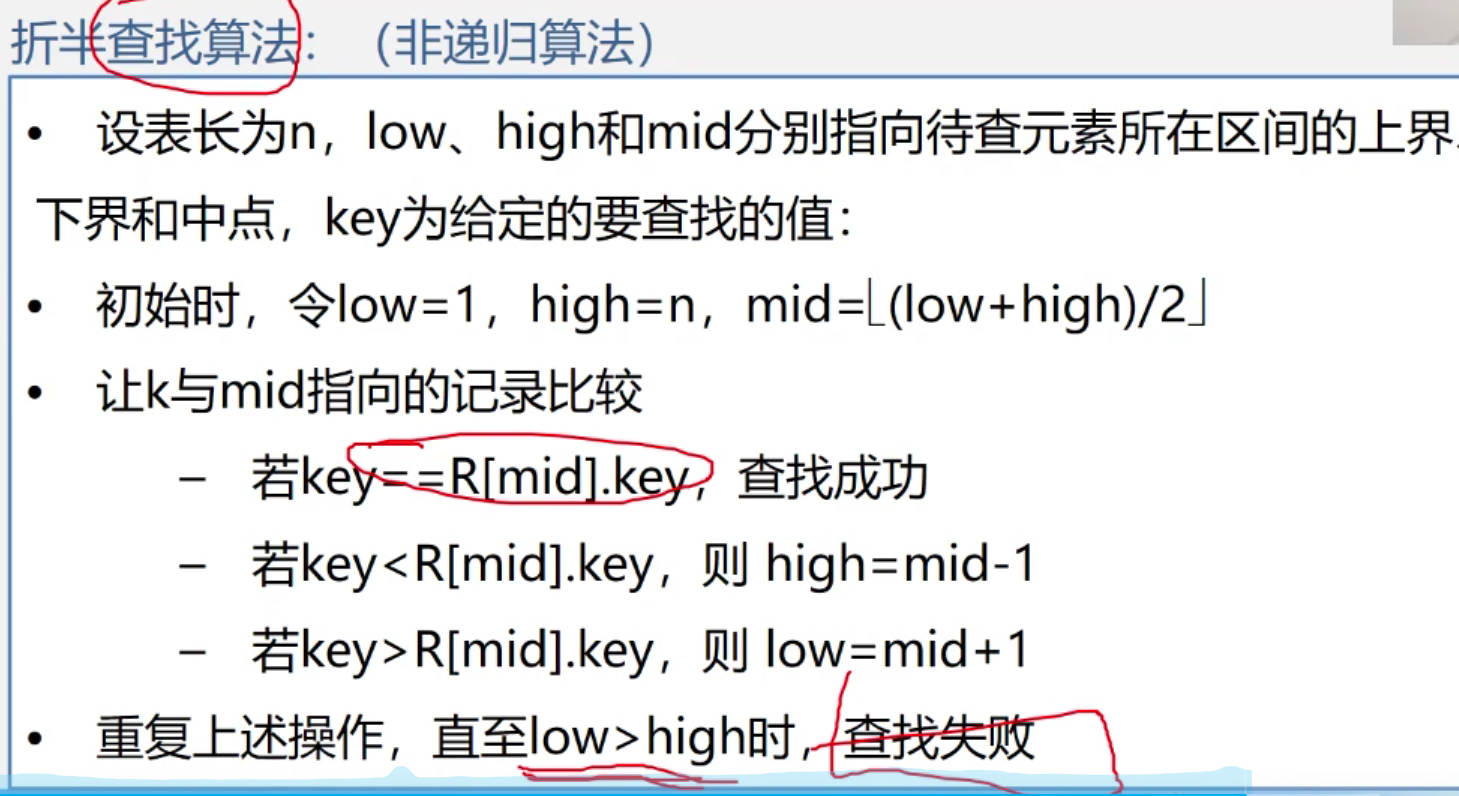 折半查找算法：（非递归算法）
• 设表长为n，low、high和mid分别指向待查元素所在区间的上界、
下界和中点，key为给定的要查找的值：
• 初始时，令low=1，high=n，mid=⌊(low+high)/2⌋
• 让k与mid指向的记录比较
– 若key==R[mid].key，查找成功
– 若key<R[mid].key，则 high=mid-1
– 若key>R[mid].key，则 low=mid+1
• 重复上述操作，直至low>high时，查找失败